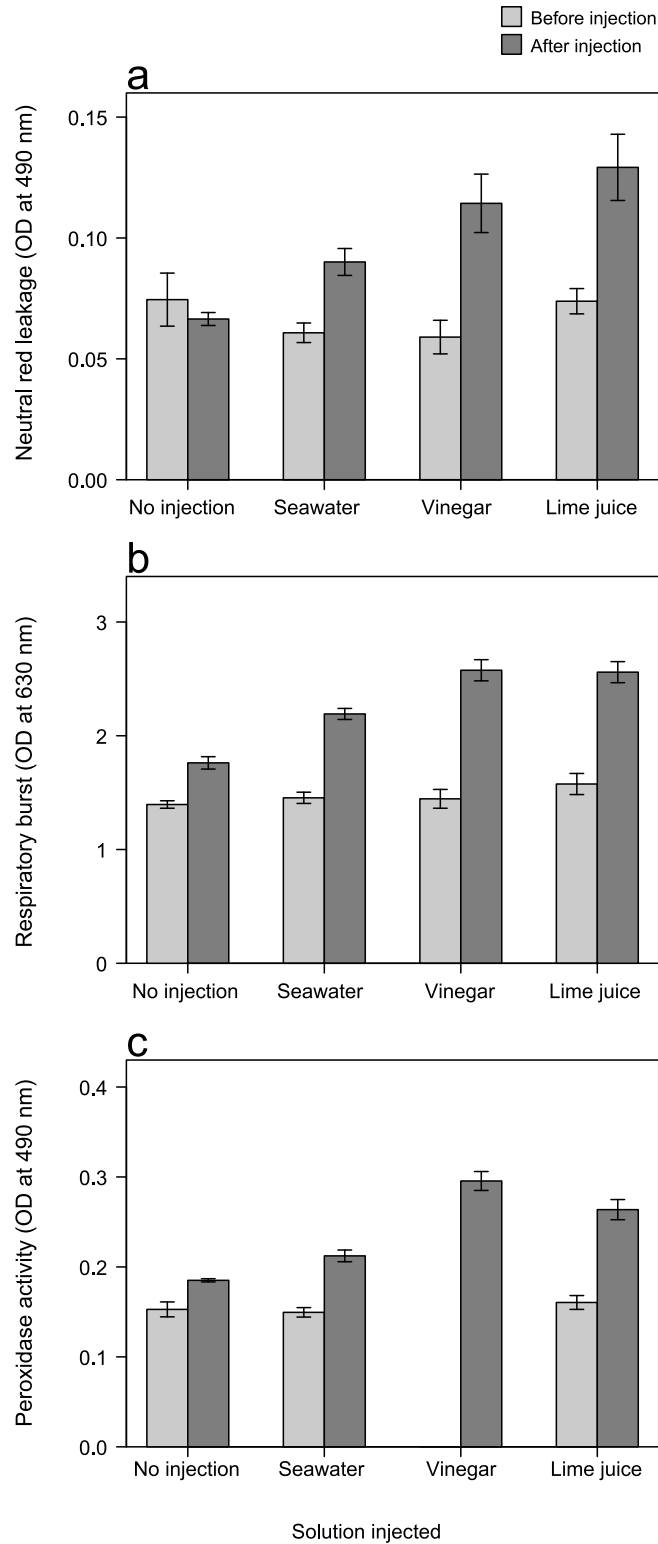 Before injection
After injection
a
Neutral red leakage (OD at 490 nm)
0.15
0.10
0.05
0.00
No injection Seawater Vinegar Lime juice
b
Respiratory burst (OD at 630 nm)
3
2
1
0
No injection Seawater Vinegar Lime juice
c
Peroxidase activity (OD at 490 nm)
0.4
0.3
0.2
0.1
0.0
No injection Seawater Vinegar Lime juice
Solution injected